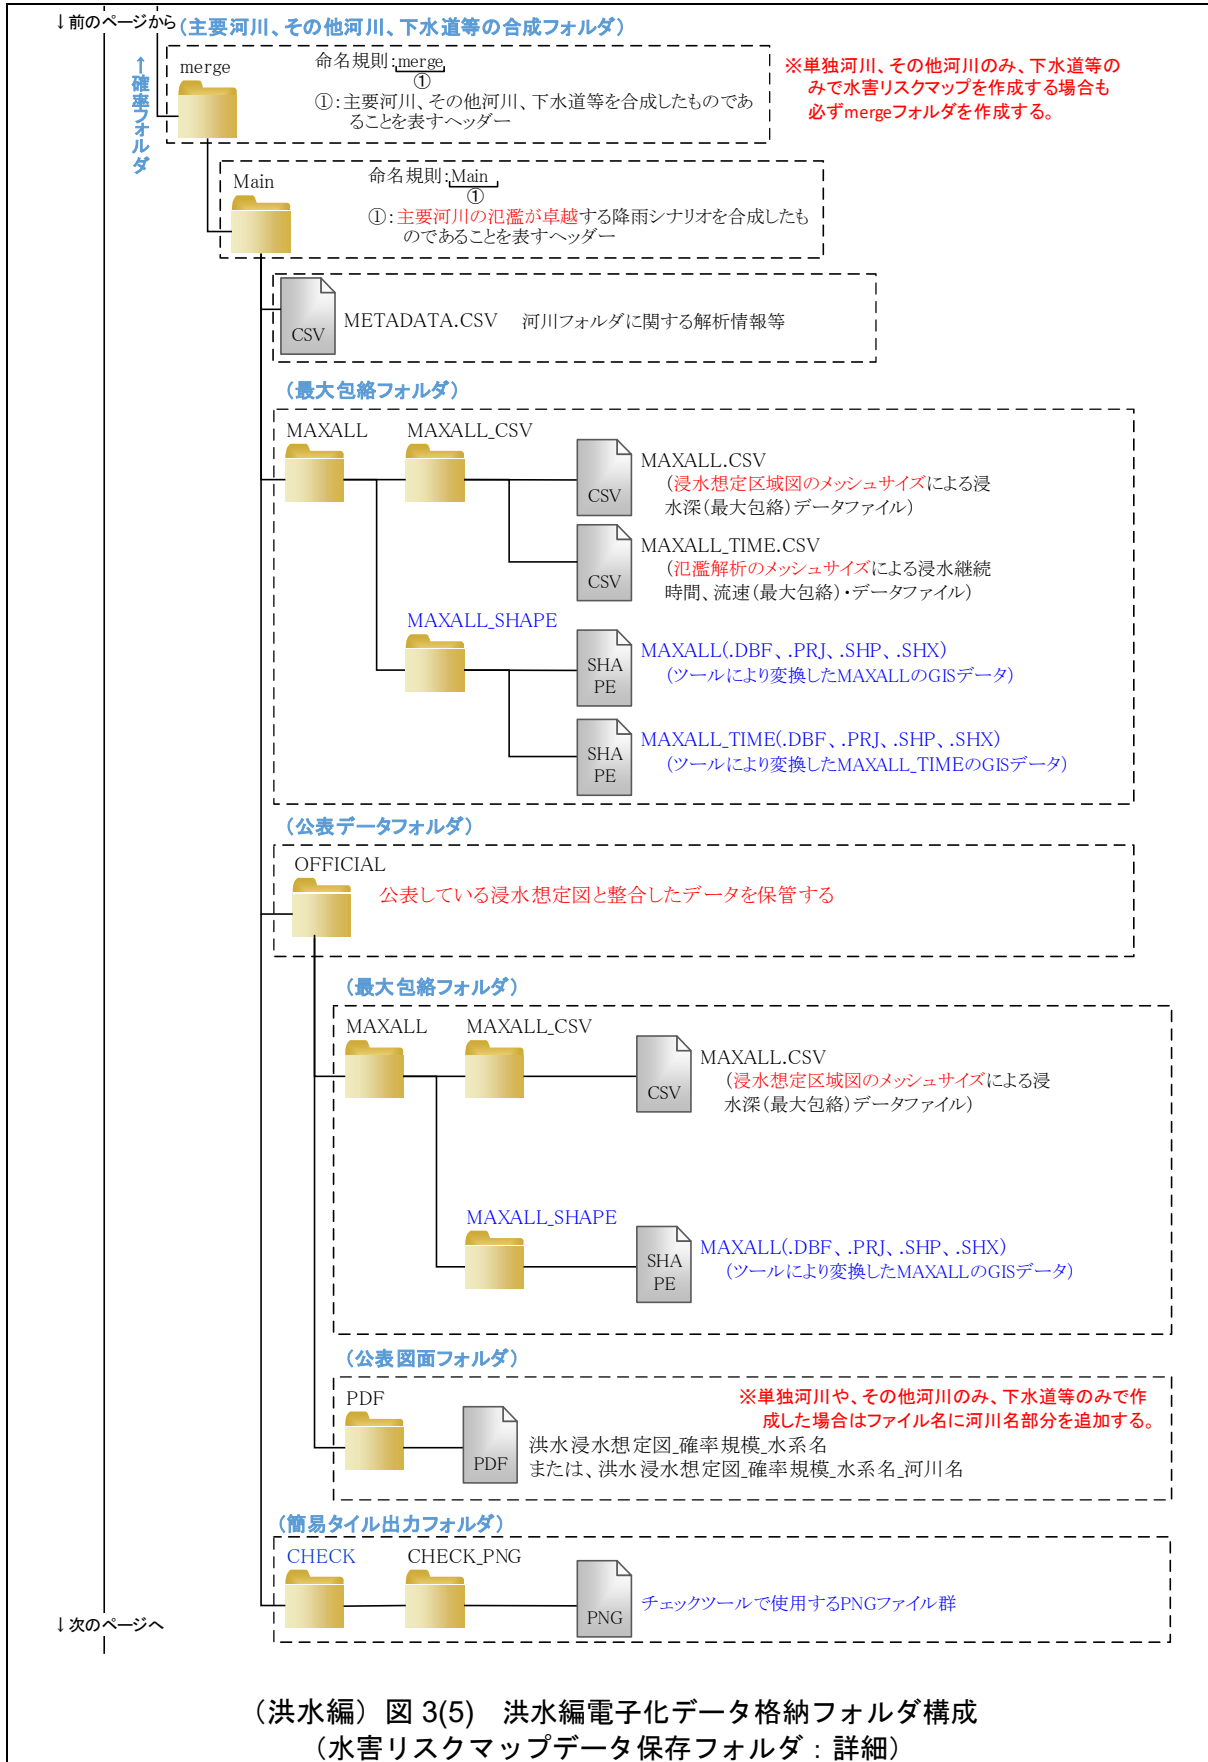 ↓前のページから
(主要河川、その他河川、下水道等の合成フォルダ)
↑確率フォルダ
merge
命名規則:merge
①
①:主要河川、その他河川、下水道等を合成したものであ
ることを表すヘッダー
※単独河川、その他河川のみ、下水道等の
みで水害リスクマップを作成する場合も
必ずmergeフォルダを作成する。
Main
命名規則:Main
①
①:主要河川の氾濫が卓越する降雨シナリオを合成したも
のであることを表すヘッダー
CSV
METADATA.CSV 河川フォルダに関する解析情報等
(最大包絡フォルダ)
MAXALL
MAXALL_CSV
CSV
MAXALL.CSV
(浸水想定区域図のメッシュサイズによる浸
水深(最大包絡)データファイル)
CSV
MAXALL_TIME.CSV
(氾濫解析のメッシュサイズによる浸水継続
時間、流速(最大包絡)・データファイル)
MAXALL_SHAPE
SHA
PE
MAXALL(.DBF、.PRJ、.SHP、.SHX)
(ツールにより変換したMAXALLのGISデータ)
SHA
PE
MAXALL_TIME(.DBF、.PRJ、.SHP、.SHX)
(ツールにより変換したMAXALL_TIMEのGISデータ)
(公表データフォルダ)
OFFICIAL
公表している浸水想定図と整合したデータを保管する
(最大包絡フォルダ)
MAXALL
MAXALL_CSV
CSV
MAXALL.CSV
(浸水想定区域図のメッシュサイズによる浸
水深(最大包絡)データファイル)
MAXALL_SHAPE
SHA
PE
MAXALL(.DBF、.PRJ、.SHP、.SHX)
(ツールにより変換したMAXALLのGISデータ)
(公表図面フォルダ)
PDF
※単独河川や、その他河川のみ、下水道等のみで作
成した場合はファイル名に河川名部分を追加する。
PDF
洪水浸水想定図_確率規模_水系名
または、洪水浸水想定図_確率規模_水系名_河川名
(簡易タイル出力フォルダ)
CHECK
CHECK_PNG
PNG
チェックツールで使用するPNGファイル群
↓次のページへ
(洪水編)図 3(5) 洪水編電子化データ格納フォルダ構成
(水害リスクマップデータ保存フォルダ:詳細)